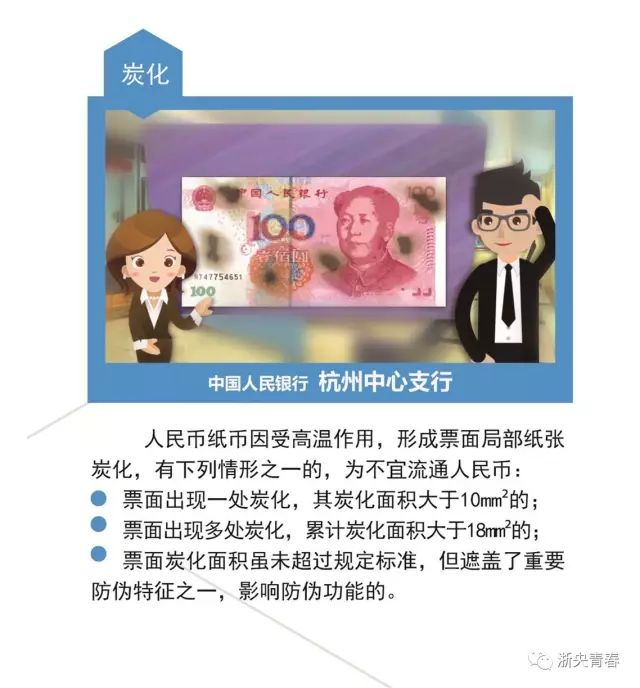 炭化
中国人民银行
100
100
壹佰圆
100
中国人民银行 杭州中心支行
人民币纸币因受高温作用，形成票面局部纸张
炭化，有下列情形之一的，为不宜流通人民币：
● 票面出现一处炭化，其炭化面积大于10mm²的；
● 票面出现多处炭化，累计炭化面积大于18mm²的；
● 票面炭化面积虽未超过规定标准，但遮盖了重要
防伪特征之一，影响防伪功能的。
浙央青春